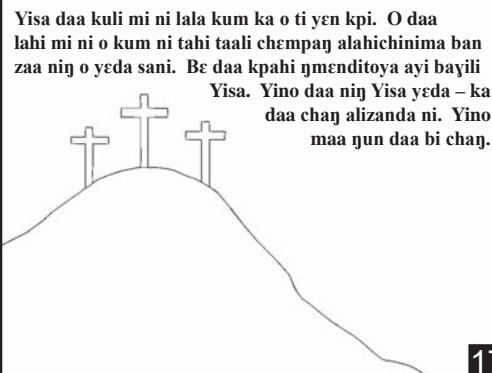 Yisa daa kuli mi ni lala kum ka o ti yɛn kpi. O daa
lahi mi ni o kum ni tahi taali chɛmpaŋ alahichinima ban
zaa niŋ o yɛda sani. Bɛ daa kpahi ŋmɛnditoya ayi baɣili
Yisa. Yino daa niŋ Yisa yɛda – ka
daa chaŋ alizanda ni. Yino
maa ŋun daa bi chaŋ.